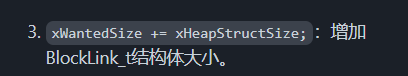 3. xWantedSize += xHeapStructSize;：增加
BlockLink_t结构体大小。